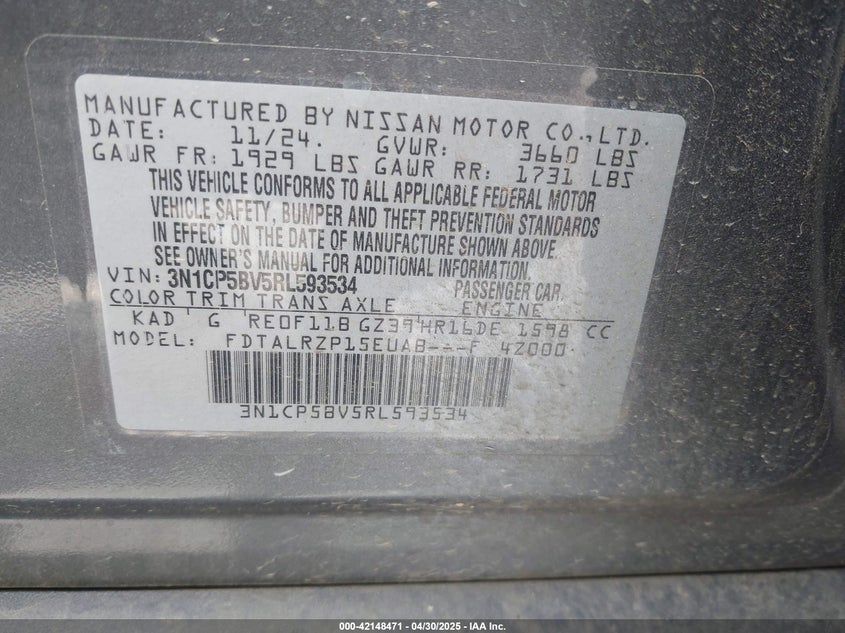 MANUFACTURED BY NISSAN MOTOR CO., LTD.
DATE: 11/24. GVWR: 3660 LBS
GAWR FR: 1929 LBS GAWR RR: 1731 LBS
THIS VEHICLE CONFORMS TO ALL APPLICABLE FEDERAL MOTOR
VEHICLE SAFETY, BUMPER AND THEFT PREVENTION STANDARDS
IN EFFECT ON THE DATE OF MANUFACTURE SHOWN ABOVE.
SEE OWNER'S MANUAL FOR ADDITIONAL INFORMATION.
VIN: 3N1CP5BV5RL593534 PASSENGER CAR.
COLOR TRIM TRANS AXLE ENGINE
KAD G RE0F11B GZ39 HR16DE 1598 CC
MODEL: FDTALRZP15EUAB---F 4Z000.
3N1CP5BV5RL593534
000-42148471 - 04/30/2025 - IAA Inc.